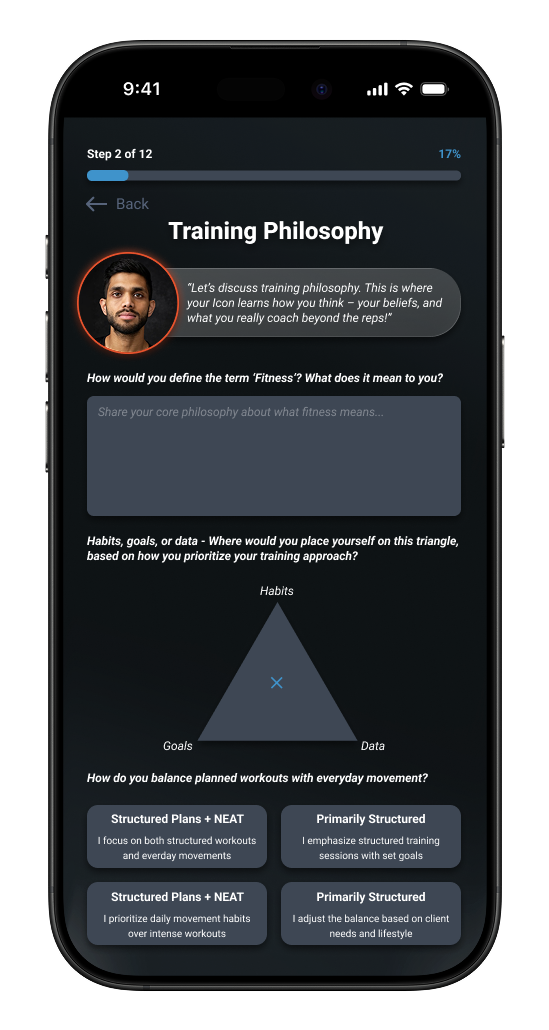 9:41
Step 2 of 12
17%
Back
Training Philosophy
“Let’s discuss training philosophy. This is where
your Icon learns how you think – your beliefs, and
what you really coach beyond the reps!”
How would you define the term ‘Fitness’? What does it mean to you?
Share your core philosophy about what fitness means...
Habits, goals, or data - Where would you place yourself on this triangle,
based on how you prioritize your training approach?
Habits
Goals
Data
How do you balance planned workouts with everyday movement?
Structured Plans + NEAT
I focus on both structured workouts
and everday movements
Primarily Structured
I emphasize structured training
sessions with set goals
Structured Plans + NEAT
I prioritize daily movement habits
over intense workouts
Primarily Structured
I adjust the balance based on client
needs and lifestyle